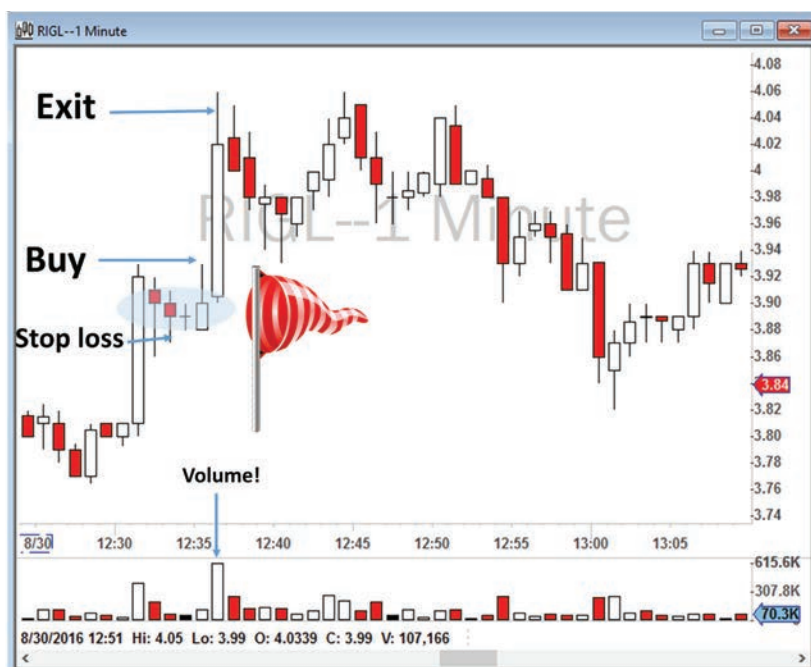 RIGL--1 Minute
4.08
Exit
4.06
4.04
4.02
4
3.98
RIGL--1 Minute
3.96
Buy
3.94
3.92
3.90
Stop loss
3.88
3.86
3.84
3.82
3.80
3.78
Volume!
3.76
3.74
8/30 12:30 12:35 12:40 12:45 12:50 12:55 13:00 13:05
615.6K
307.8K
70.3K
8/30/2016 12:51 Hi: 4.05 Lo: 3.99 O: 4.0339 C: 3.99 V: 107,166